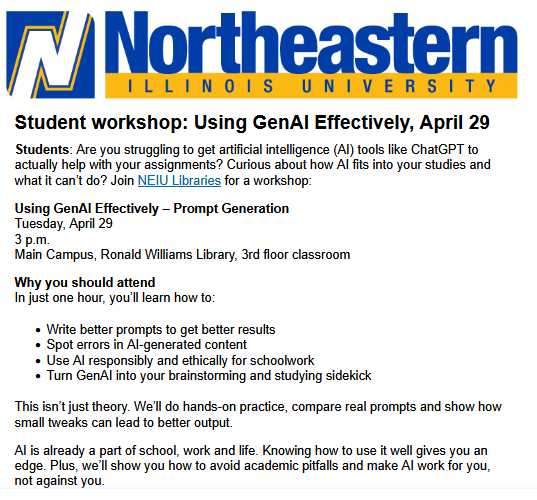 Northeastern
ILLINOIS UNIVERSITY
Student workshop: Using GenAI Effectively, April 29
Students: Are you struggling to get artificial intelligence (AI) tools like ChatGPT to
actually help with your assignments? Curious about how AI fits into your studies and
what it can’t do? Join NEIU Libraries for a workshop:
Using GenAI Effectively – Prompt Generation
Tuesday, April 29
3 p.m.
Main Campus, Ronald Williams Library, 3rd floor classroom
Why you should attend
In just one hour, you’ll learn how to:
• Write better prompts to get better results
• Spot errors in AI-generated content
• Use AI responsibly and ethically for schoolwork
• Turn GenAI into your brainstorming and studying sidekick
This isn’t just theory. We’ll do hands-on practice, compare real prompts and show how
small tweaks can lead to better output.
AI is already a part of school, work and life. Knowing how to use it well gives you an
edge. Plus, we’ll show you how to avoid academic pitfalls and make AI work for you,
not against you.